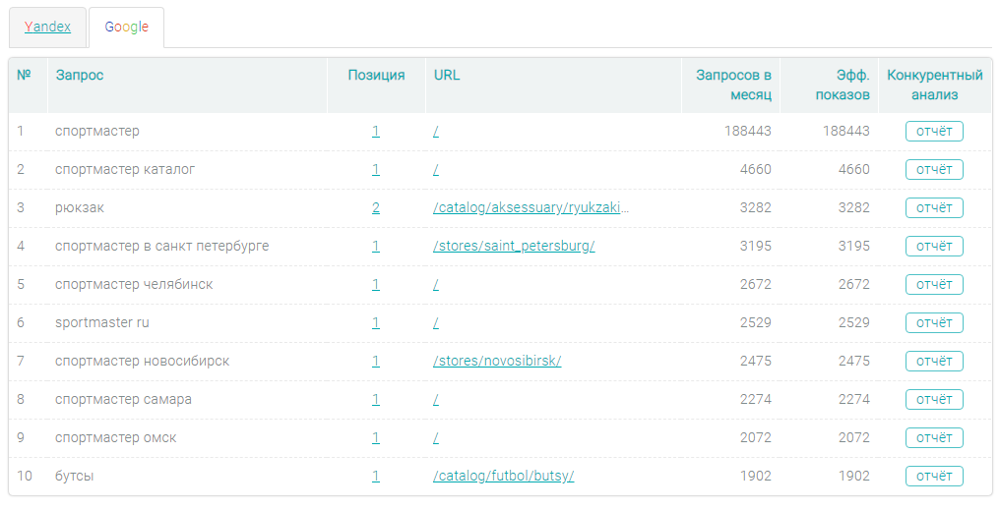 Yandex Google
№ Запрос Позиция URL Запросов в месяц Эфф. показов Конкурентный анализ
1 спортмастер 1 / 188443 188443 отчёт
2 спортмастер каталог 1 / 4660 4660 отчёт
3 рюкзак 2 /catalog/aksessuary/ryukzaki... 3282 3282 отчёт
4 спортмастер в санкт петербурге 1 /stores/saint_petersburg/ 3195 3195 отчёт
5 спортмастер челябинск 1 / 2672 2672 отчёт
6 sportmaster ru 1 / 2529 2529 отчёт
7 спортмастер новосибирск 1 /stores/novosibirsk/ 2475 2475 отчёт
8 спортмастер самара 1 / 2274 2274 отчёт
9 спортмастер омск 1 / 2072 2072 отчёт
10 бутсы 1 /catalog/futbol/butsy/ 1902 1902 отчёт